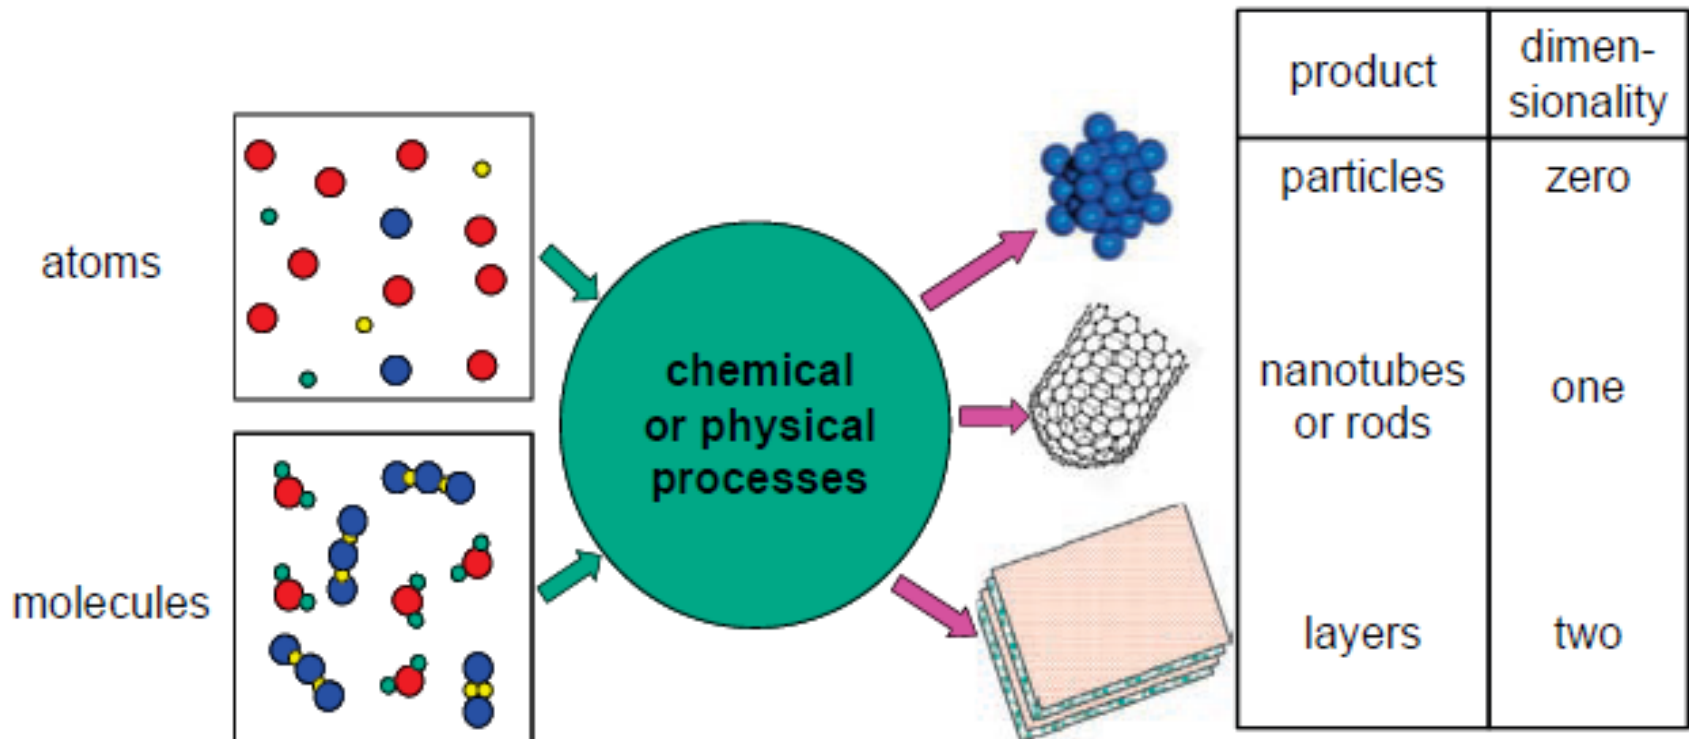 atoms
molecules
chemical
or physical
processes
product
dimen-
sionality
particles
zero
nanotubes
or rods
one
layers
two